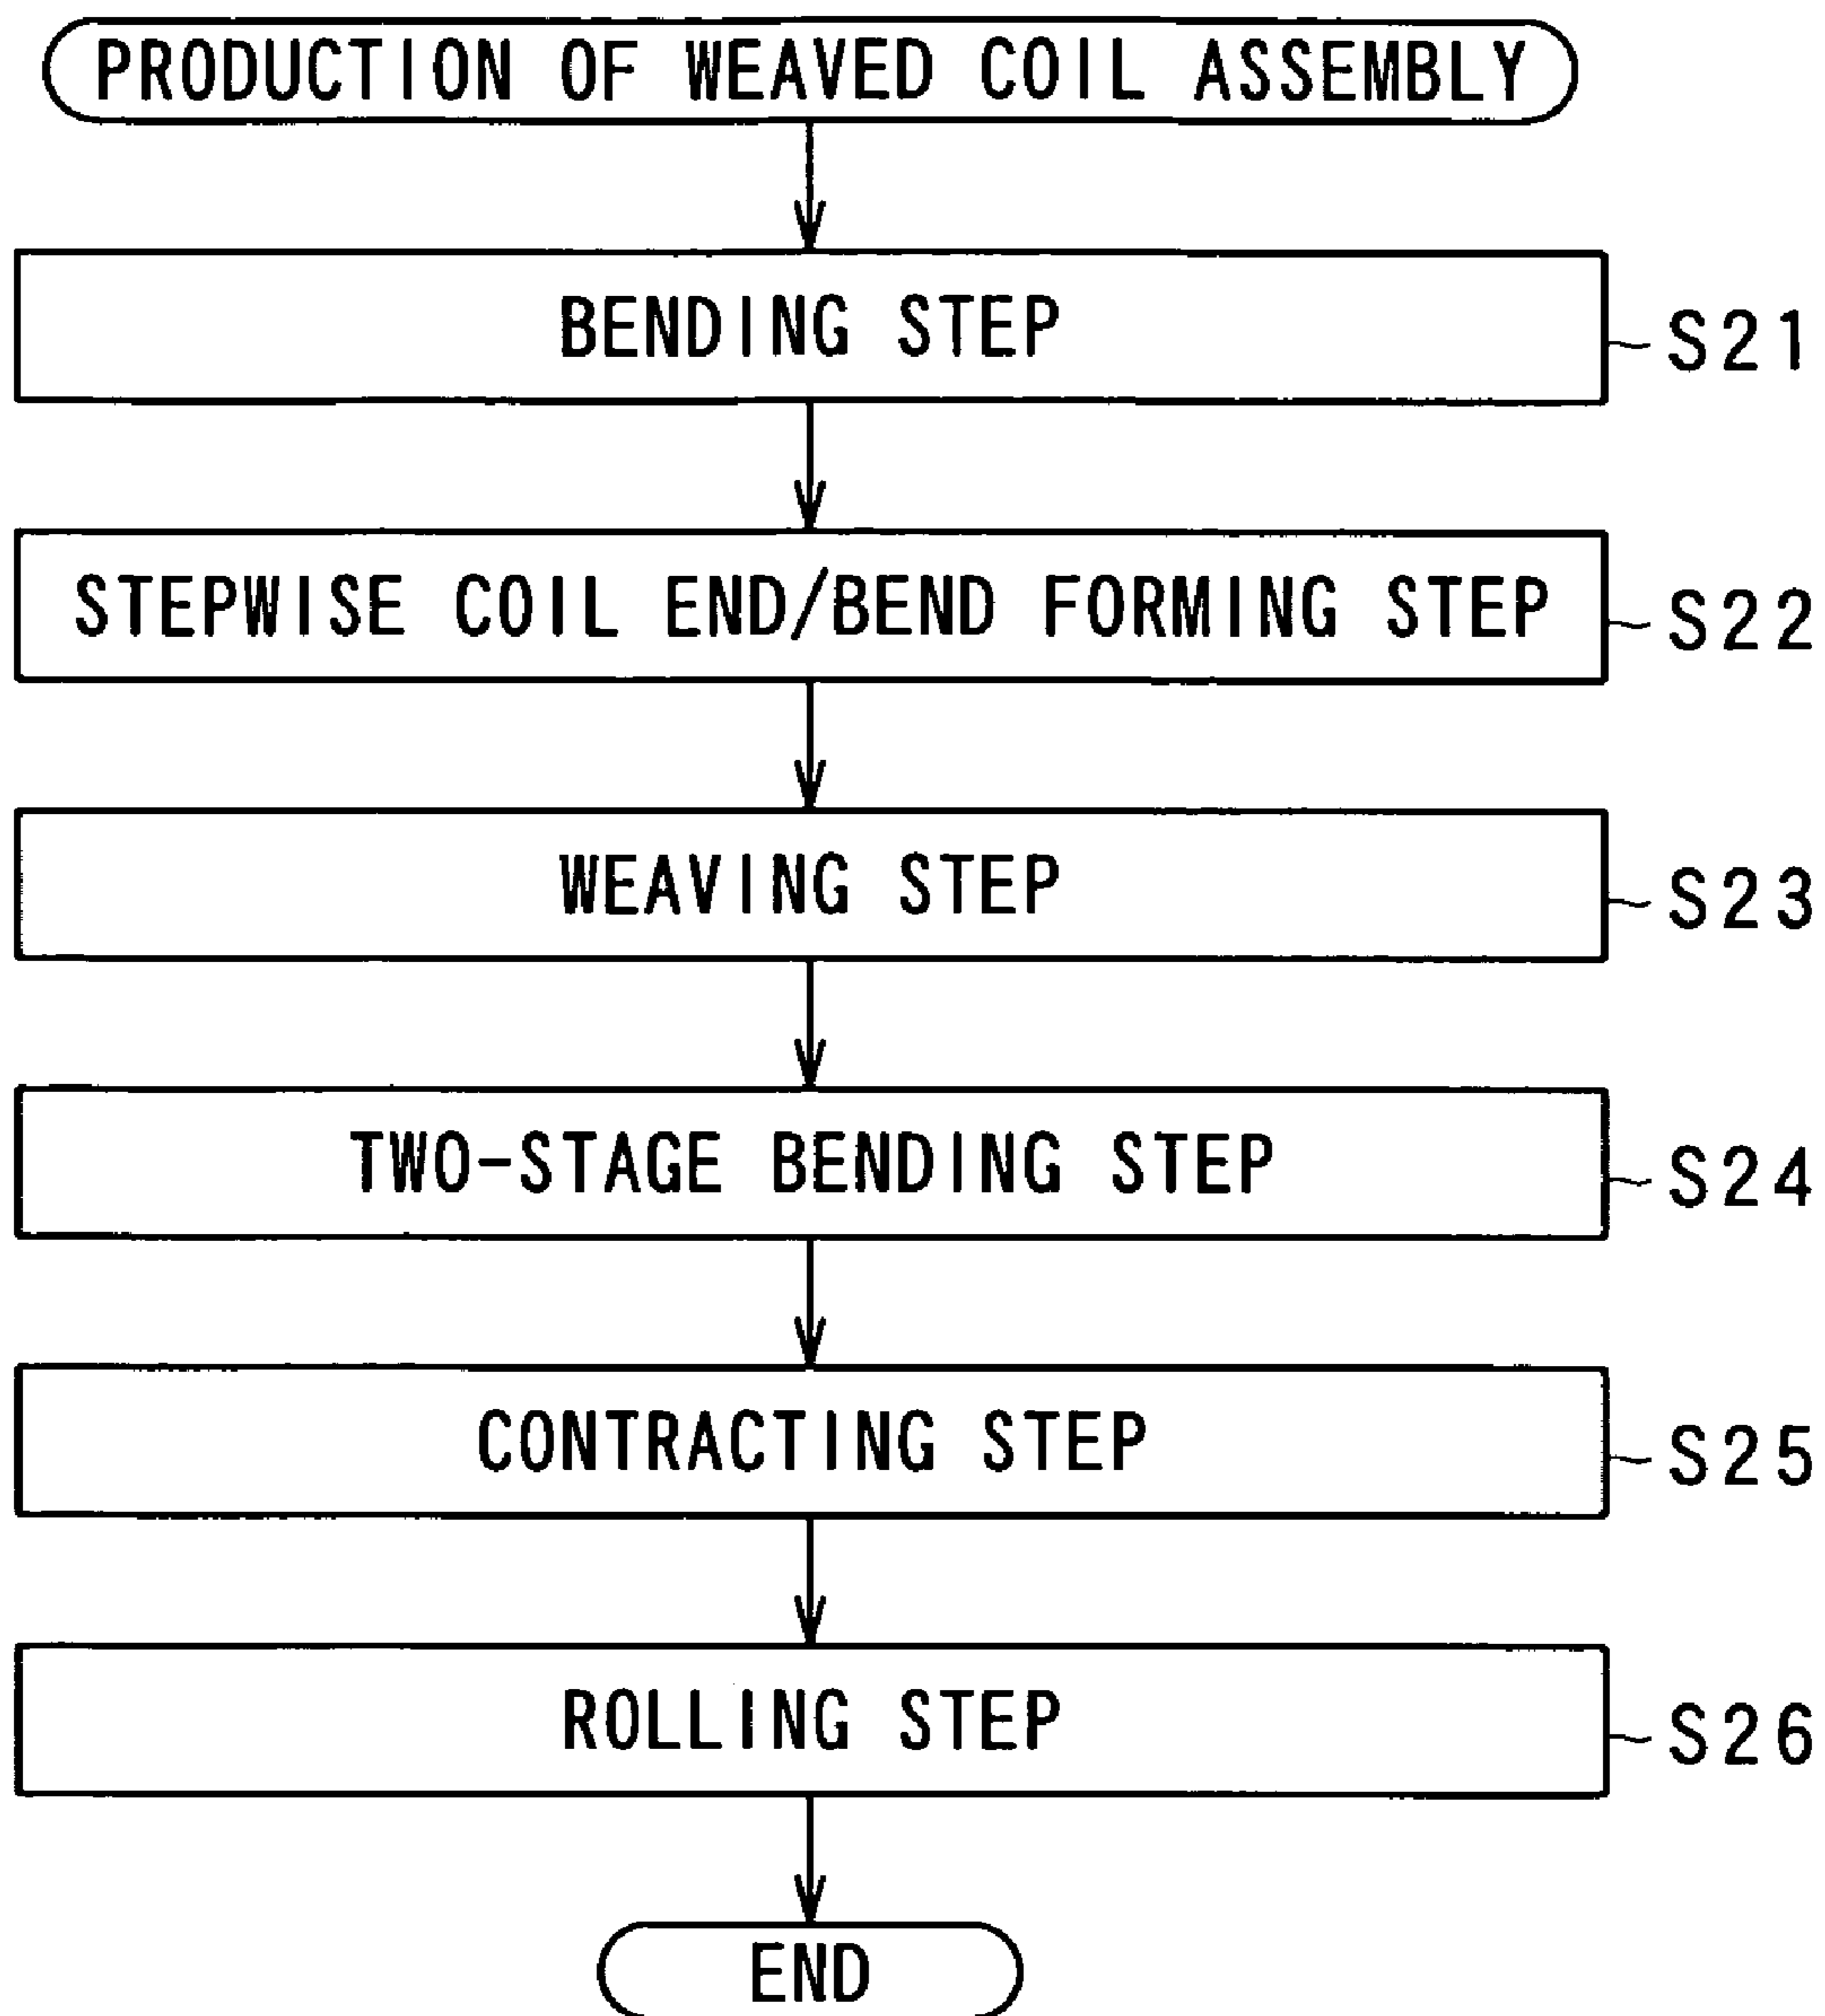 PRODUCTION OF WEAVED COIL ASSEMBLY
BENDING STEP
S21
STEPWISE COIL END/BEND FORMING STEP
S22
WEAVING STEP
S23
TWO-STAGE BENDING STEP
S24
CONTRACTING STEP
S25
ROLLING STEP
S26
END